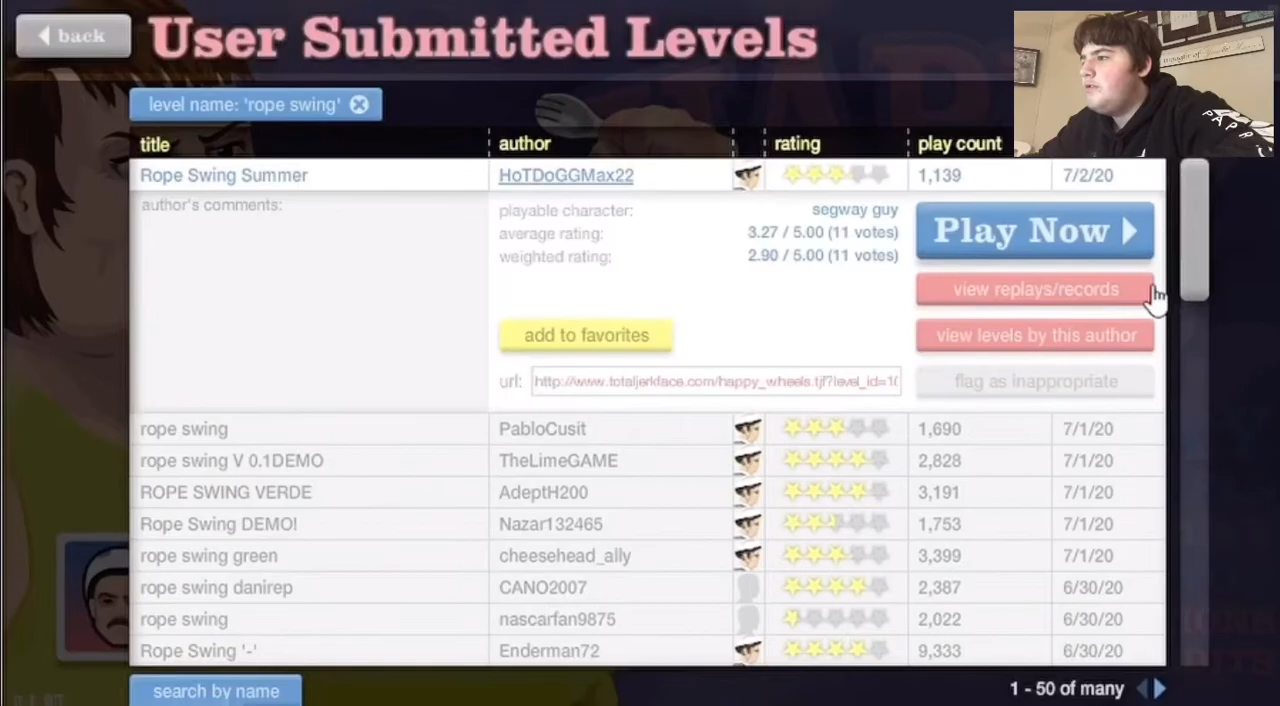 back
User Submitted Levels
level name: 'rope swing'
title author rating play count
Rope Swing Summer HoTDoGGMax22 1,139 7/2/20
author's comments:
playable character: segway guy
average rating: 3.27 / 5.00 (11 votes)
weighted rating: 2.90 / 5.00 (11 votes)
Play Now
view replays/records
add to favorites
view levels by this author
url: http://www.totaljerkface.com/happy_wheels.tjf?level_id=1
flag as inappropriate
rope swing PabloCusit 1,690 7/1/20
rope swing V 0.1DEMO TheLimeGAME 2,828 7/1/20
ROPE SWING VERDE AdeptH200 3,191 7/1/20
Rope Swing DEMO! Nazar132465 1,753 7/1/20
rope swing green cheesehead_ally 3,399 7/1/20
rope swing danirep CANO2007 2,387 6/30/20
rope swing nascarfan9875 2,022 6/30/20
Rope Swing '-' Enderman72 9,333 6/30/20
search by name
1 - 50 of many